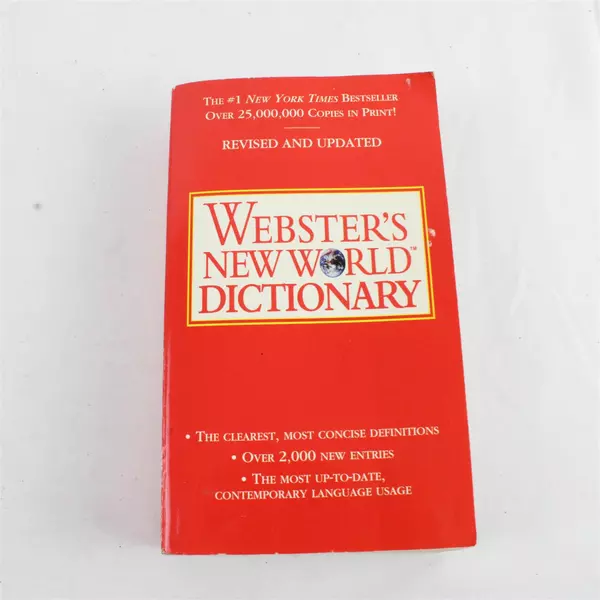 THE #1 NEW YORK TIMES BESTSELLER
OVER 25,000,000 COPIES IN PRINT!
REVISED AND UPDATED
WEBSTER'S
NEW WORLD™
DICTIONARY
• THE CLEAREST, MOST CONCISE DEFINITIONS
• OVER 2,000 NEW ENTRIES
• THE MOST UP-TO-DATE,
CONTEMPORARY LANGUAGE USAGE